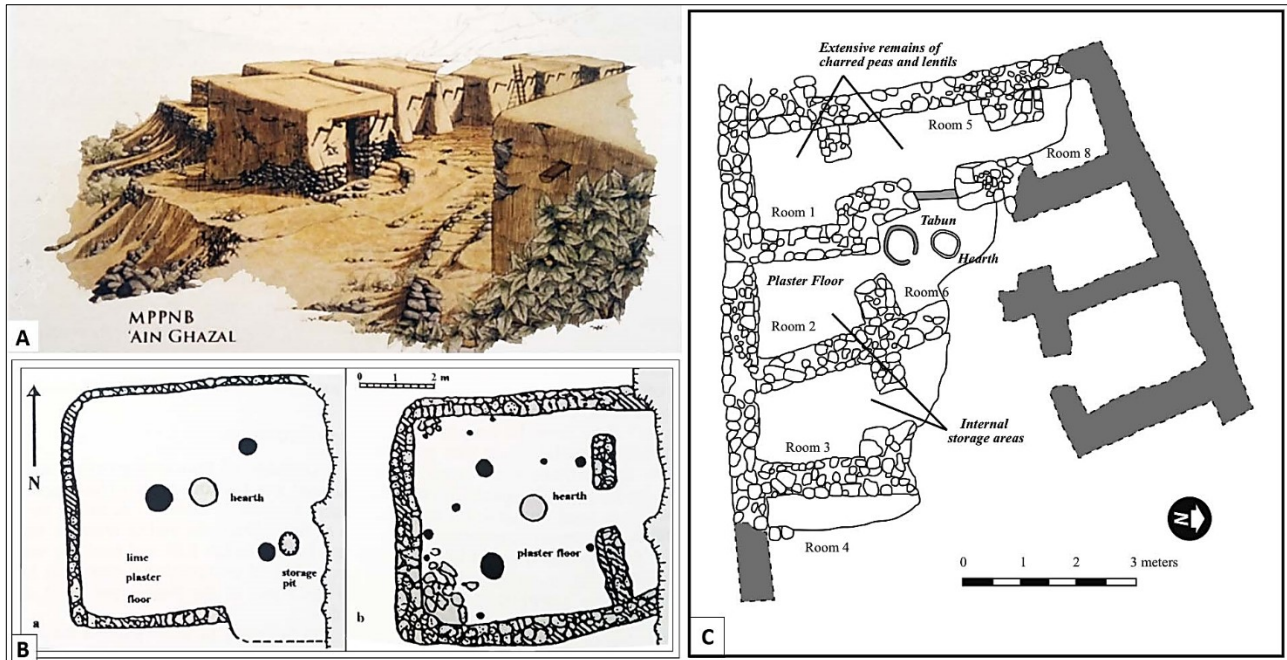 MPPNB
'AIN GHAZAL
A
N
hearth
lime
plaster
floor
storage
pit
a
B
0 1 2 m
hearth
plaster floor
b
Extensive remains of
charred peas and lentils
Room 5
Room 8
Room 1
Tabun
Hearth
Plaster Floor
Room 6
Room 2
Internal
storage areas
Room 3
N
Room 4
0 1 2 3 meters
C